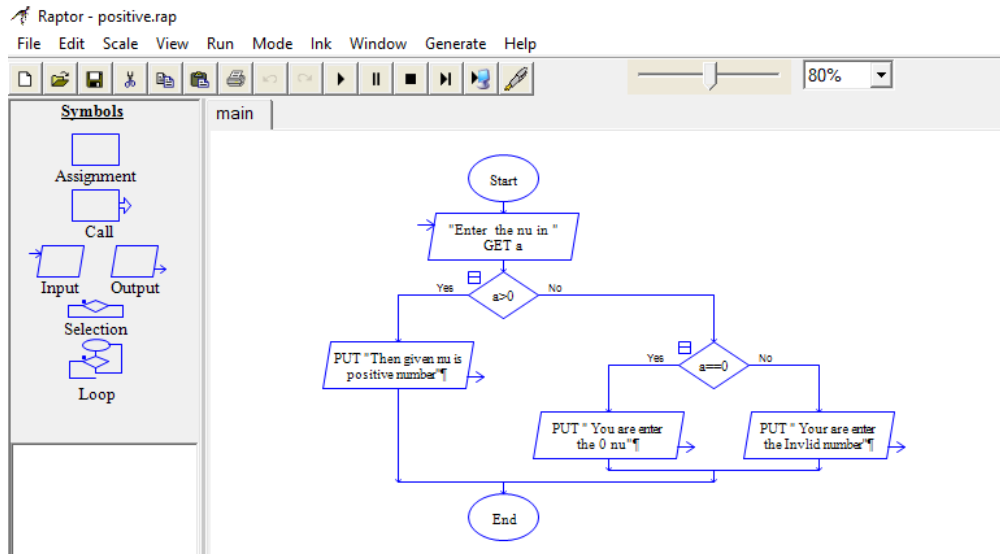 Raptor - positive.rap
File Edit Scale View Run Mode Ink Window Generate Help
80%
Symbols
Assignment
Call
Input Output
Selection
Loop
main
Start
"Enter the nu in "
GET a
Yes a>0 No
PUT "Then given nu is
positive number"¶
Yes a==0 No
PUT " You are enter
the 0 nu"¶
PUT " Your are enter
the Invlid number"¶
End